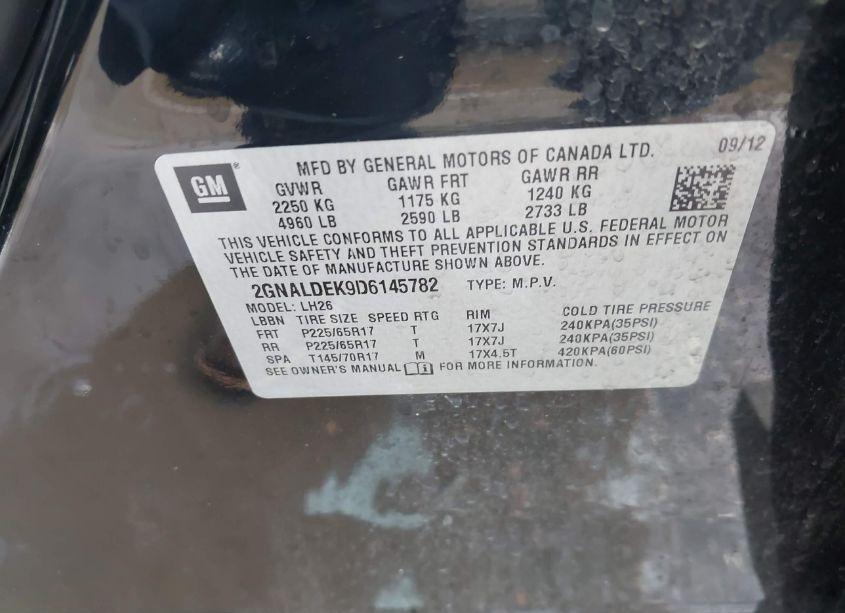 GM®
MFD BY GENERAL MOTORS OF CANADA LTD. 09/12
GVWR GAWR FRT GAWR RR
2250 KG 1175 KG 1240 KG
4960 LB 2590 LB 2733 LB
THIS VEHICLE CONFORMS TO ALL APPLICABLE U.S. FEDERAL MOTOR
VEHICLE SAFETY AND THEFT PREVENTION STANDARDS IN EFFECT ON
THE DATE OF MANUFACTURE SHOWN ABOVE.
2GNALDEK9D6145782 TYPE: M.P.V.
MODEL: LH26
LBBN TIRE SIZE SPEED RTG RIM COLD TIRE PRESSURE
FRT P225/65R17 T 17X7J 240KPA(35PSI)
RR P225/65R17 T 17X7J 240KPA(35PSI)
SPA T145/70R17 M 17X4.5T 420KPA(60PSI)
SEE OWNER'S MANUAL FOR MORE INFORMATION.